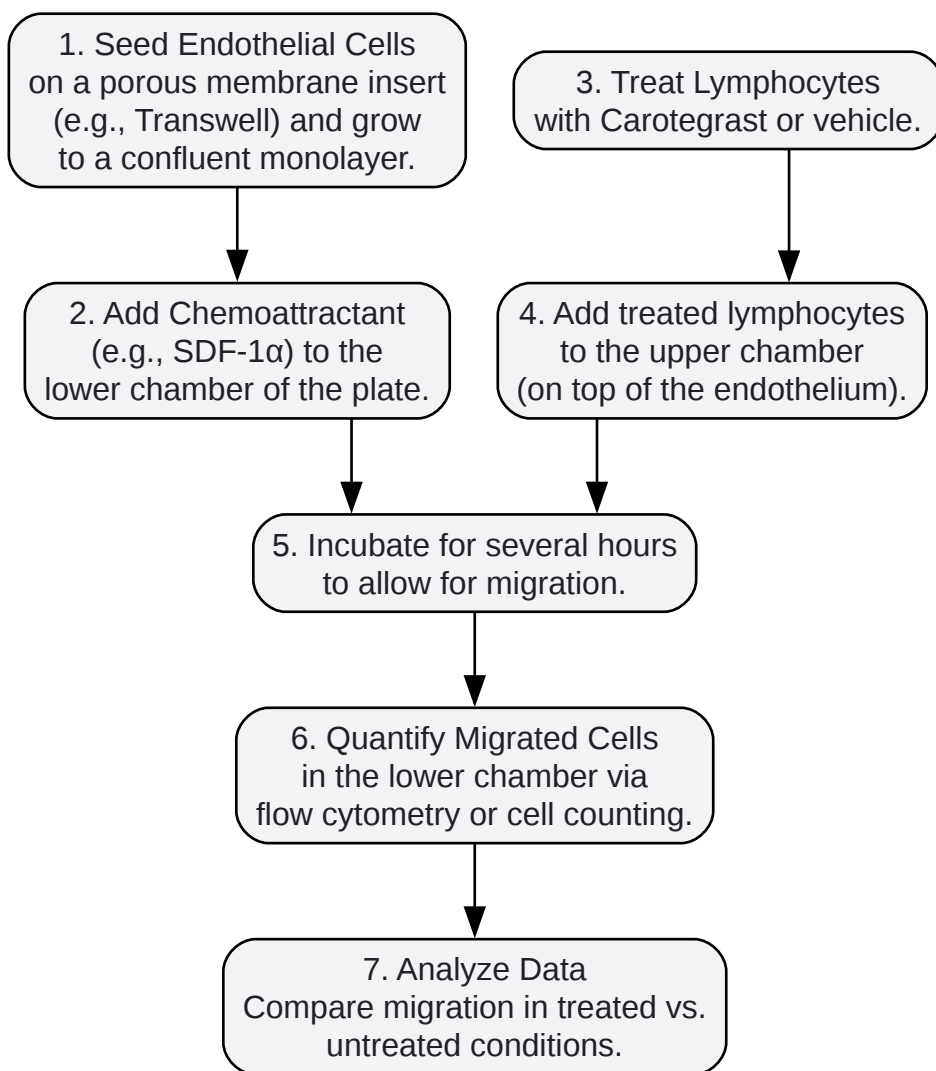 1. Seed Endothelial Cells
on a porous membrane insert
(e.g., Transwell) and grow
to a confluent monolayer.
3. Treat Lymphocytes
with Carotegrast or vehicle.
2. Add Chemoattractant
(e.g., SDF-1α) to the
lower chamber of the plate.
4. Add treated lymphocytes
to the upper chamber
(on top of the endothelium).
5. Incubate for several hours
to allow for migration.
6. Quantify Migrated Cells
in the lower chamber via
flow cytometry or cell counting.
7. Analyze Data
Compare migration in treated vs.
untreated conditions.